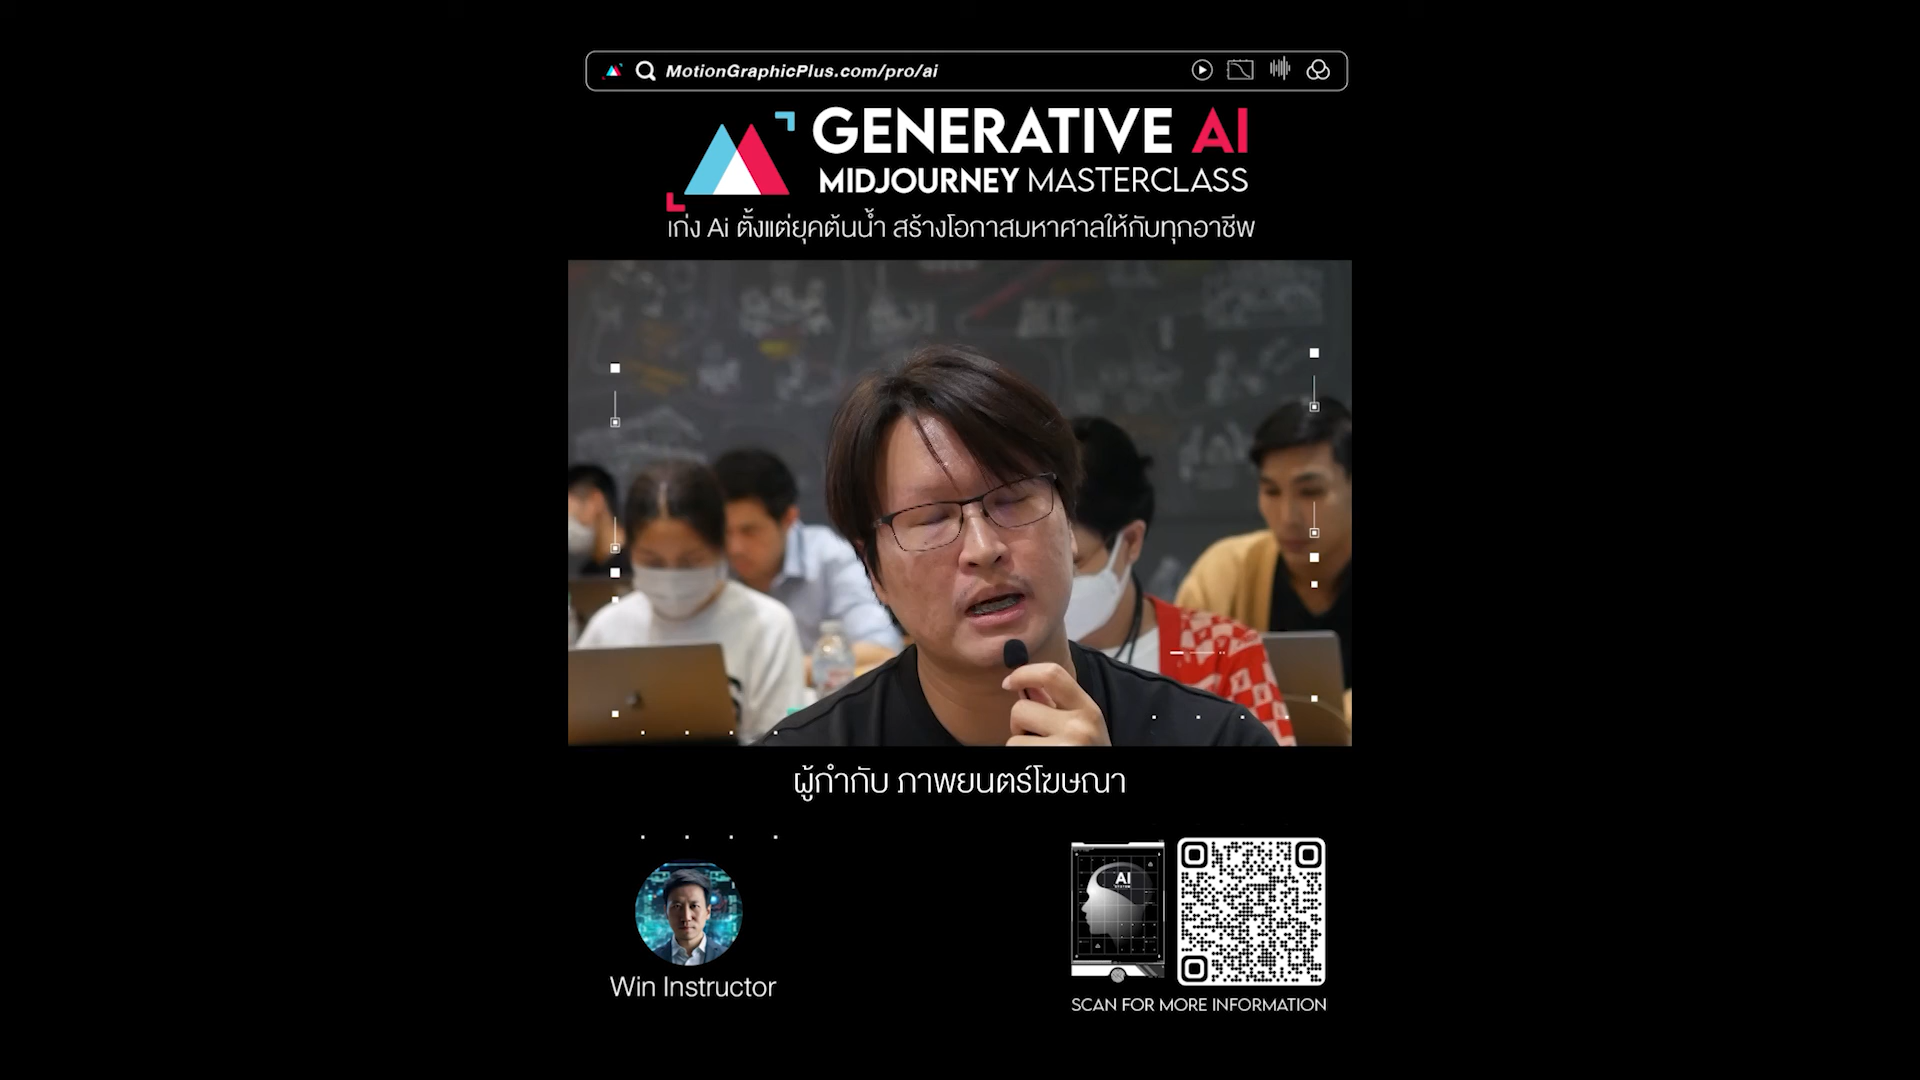 MotionGraphicPlus.com/pro/ai
GENERATIVE AI
MIDJOURNEY MASTERCLASS
เก่ง Ai ตั้งแต่ยุคต้นน้ำ สร้างโอกาสมหาศาลให้กับทุกอาชีพ
ผู้กำกับ ภาพยนตร์โฆษณา
AI
Win Instructor
SCAN FOR MORE INFORMATION